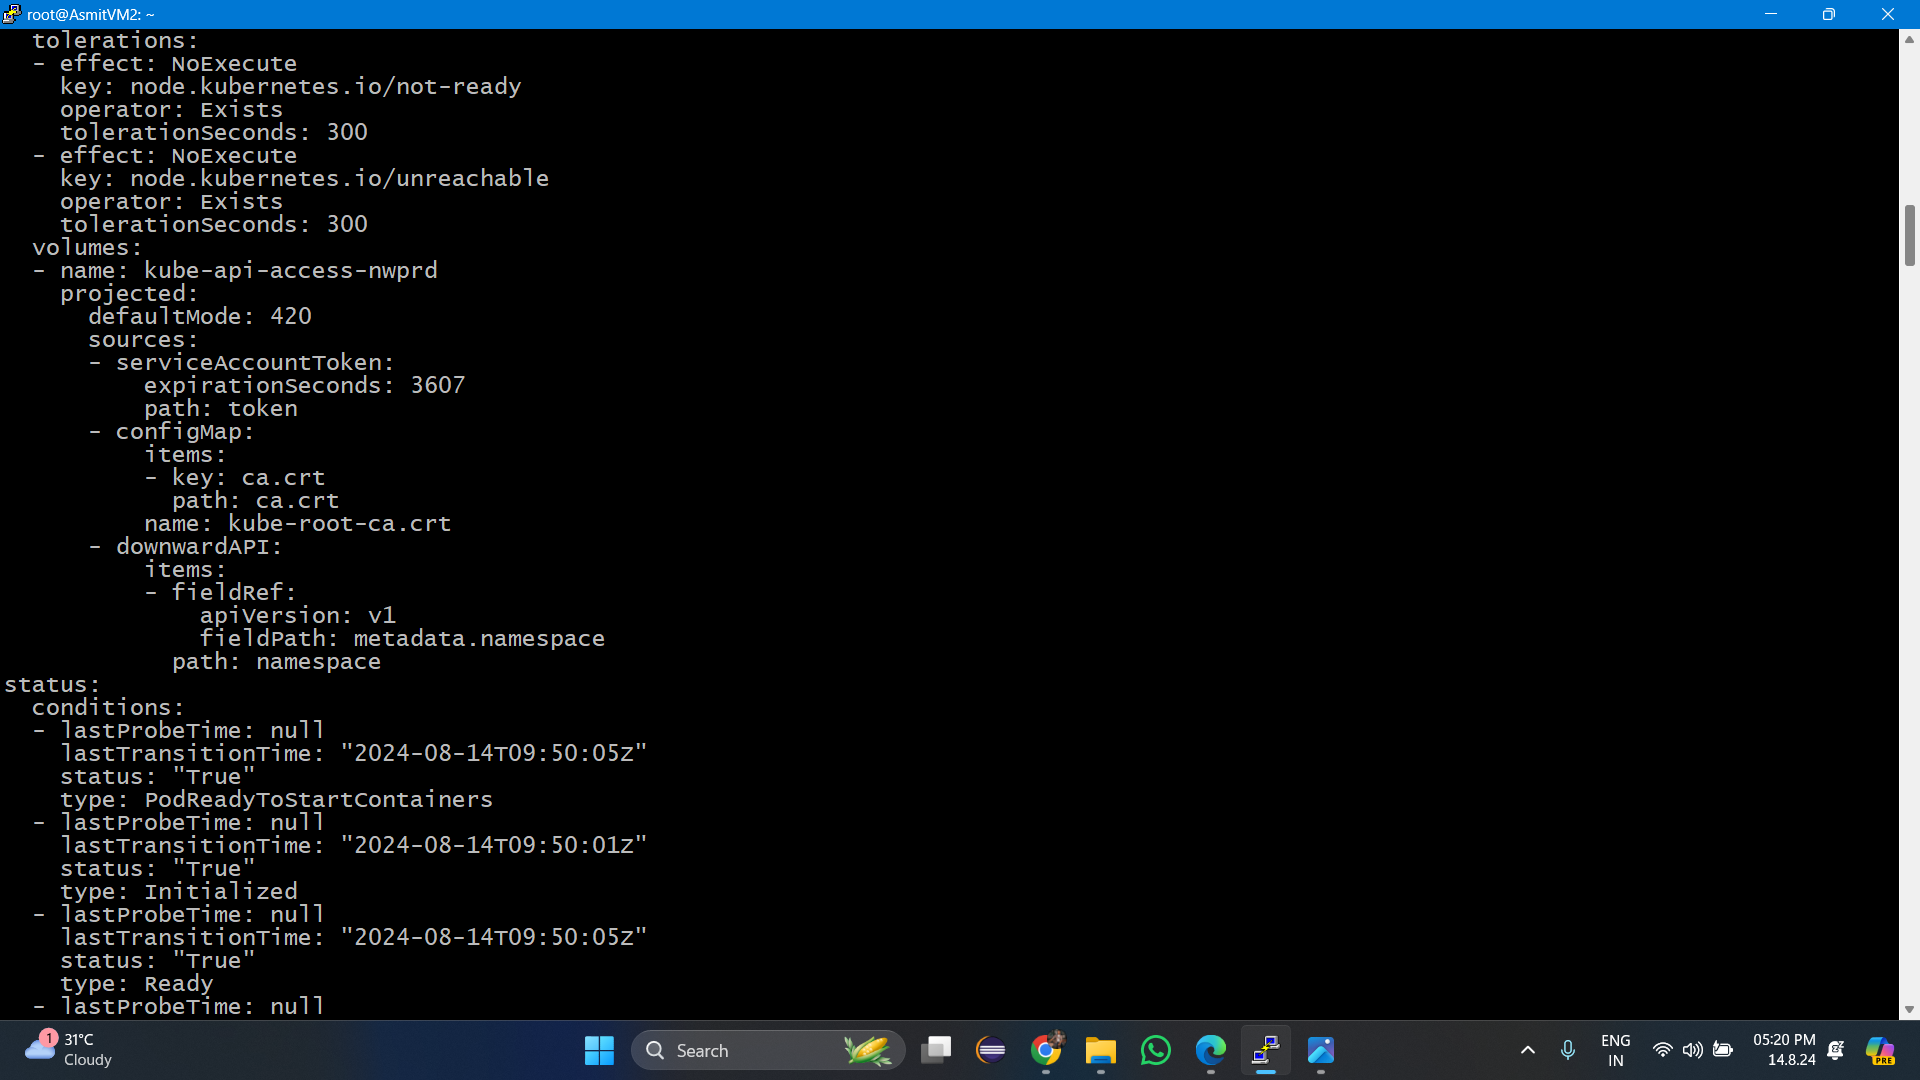 root@AsmitVM2: ~
  tolerations:
  - effect: NoExecute
    key: node.kubernetes.io/not-ready
    operator: Exists
    tolerationSeconds: 300
  - effect: NoExecute
    key: node.kubernetes.io/unreachable
    operator: Exists
    tolerationSeconds: 300
  volumes:
  - name: kube-api-access-nwprd
    projected:
      defaultMode: 420
      sources:
      - serviceAccountToken:
          expirationSeconds: 3607
          path: token
      - configMap:
          items:
          - key: ca.crt
            path: ca.crt
          name: kube-root-ca.crt
      - downwardAPI:
          items:
          - fieldRef:
              apiVersion: v1
              fieldPath: metadata.namespace
            path: namespace
status:
  conditions:
  - lastProbeTime: null
    lastTransitionTime: "2024-08-14T09:50:05Z"
    status: "True"
    type: PodReadyToStartContainers
  - lastProbeTime: null
    lastTransitionTime: "2024-08-14T09:50:01Z"
    status: "True"
    type: Initialized
  - lastProbeTime: null
    lastTransitionTime: "2024-08-14T09:50:05Z"
    status: "True"
    type: Ready
  - lastProbeTime: null
1
31°C
Cloudy
Search
ENG
IN
05:20 PM
14.8.24
PRE